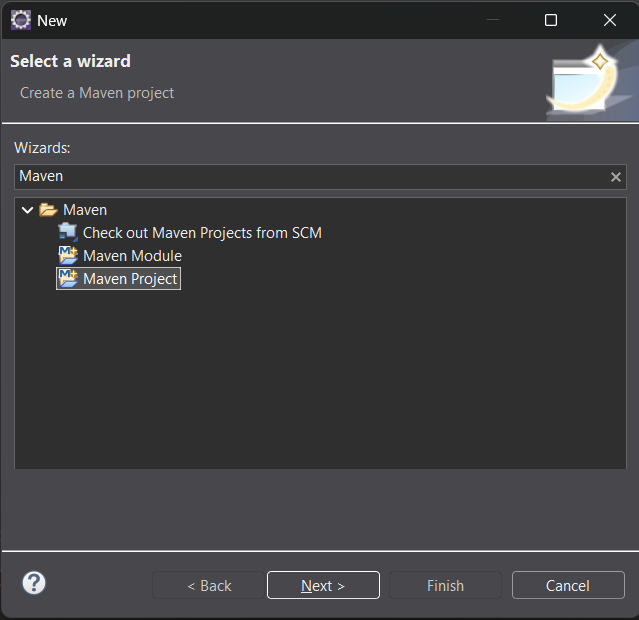 New
Select a wizard
Create a Maven project
Wizards:
Maven
Maven
Check out Maven Projects from SCM
Maven Module
Maven Project
< Back
Next >
Finish
Cancel